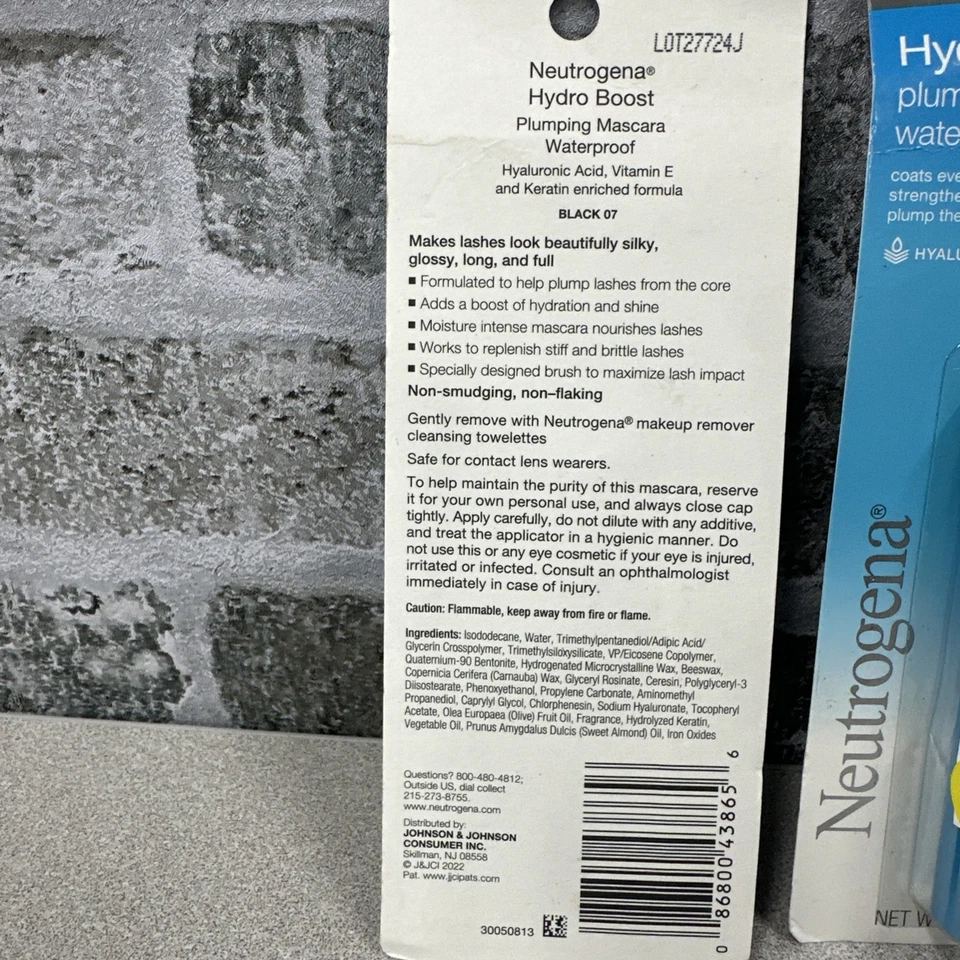 LOT27724J
Neutrogena®
Hydro Boost
Plumping Mascara
Waterproof
Hyaluronic Acid, Vitamin E
and Keratin enriched formula
BLACK 07
Makes lashes look beautifully silky,
glossy, long, and full
▪ Formulated to help plump lashes from the core
▪ Adds a boost of hydration and shine
▪ Moisture intense mascara nourishes lashes
▪ Works to replenish stiff and brittle lashes
▪ Specially designed brush to maximize lash impact
Non-smudging, non–flaking
Gently remove with Neutrogena® makeup remover
cleansing towelettes
Safe for contact lens wearers.
To help maintain the purity of this mascara, reserve
it for your own personal use, and always close cap
tightly. Apply carefully, do not dilute with any additive,
and treat the applicator in a hygienic manner. Do
not use this or any eye cosmetic if your eye is injured,
irritated or infected. Consult an ophthalmologist
immediately in case of injury.
Caution: Flammable, keep away from fire or flame.
Ingredients: Isododecane, Water, Trimethylpentanediol/Adipic Acid/
Glycerin Crosspolymer, Trimethylsiloxysilicate, VP/Eicosene Copolymer,
Quaternium-90 Bentonite, Hydrogenated Microcrystalline Wax, Beeswax,
Copernicia Cerifera (Carnauba) Wax, Glyceryl Rosinate, Ceresin, Polyglyceryl-3
Diisostearate, Phenoxyethanol, Propylene Carbonate, Aminomethyl
Propanediol, Caprylyl Glycol, Chlorphenesin, Sodium Hyaluronate, Tocopheryl
Acetate, Olea Europaea (Olive) Fruit Oil, Fragrance, Hydrolyzed Keratin,
Vegetable Oil, Prunus Amygdalus Dulcis (Sweet Almond) Oil, Iron Oxides
Questions? 800-480-4812;
Outside US, dial collect
215-273-8755.
www.neutrogena.com
Distributed by:
JOHNSON & JOHNSON
CONSUMER INC.
Skillman, NJ 08558
© J&JCI 2022
Pat. www.jjcipats.com
30050813
0 86800 43865 6
Hy
plum
wate
coats eve
strengthe
plump the
HYALU
Neutrogena®
NET W